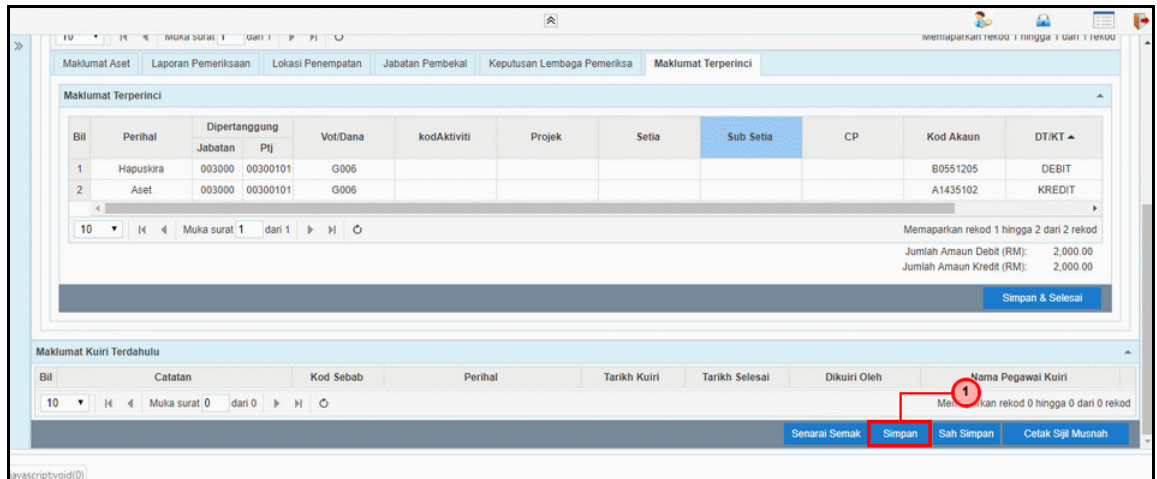 10 Muka surat 1 dari 1 Memaparkan rekod 1 hingga 1 dari 1 rekod
Maklumat Aset Laporan Pemeriksaan Lokasi Penempatan Jabatan Pembekal Keputusan Lembaga Pemeriksa Maklumat Terperinci
Maklumat Terperinci
Bil Perihal Dipertanggung Vot/Dana kodAktiviti Projek Setia Sub Setia CP Kod Akaun DT/KT
Jabatan Ptj
1 Hapuskira 003000 00300101 G006 B0551205 DEBIT
2 Aset 003000 00300101 G006 A1435102 KREDIT
10 Muka surat 1 dari 1 Memaparkan rekod 1 hingga 2 dari 2 rekod
Jumlah Amaun Debit (RM): 2,000.00
Jumlah Amaun Kredit (RM): 2,000.00
Simpan & Selesai
Maklumat Kuiri Terdahulu
Bil Catatan Kod Sebab Perihal Tarikh Kuiri Tarikh Selesai Dikuiri Oleh Nama Pegawai Kuiri
1
10 Muka surat 0 dari 0 rekod 0 hingga 0 dari 0 rekod
Senarai Semak Simpan Sah Simpan Cetak Sijil Musnah
avascript:void(0)